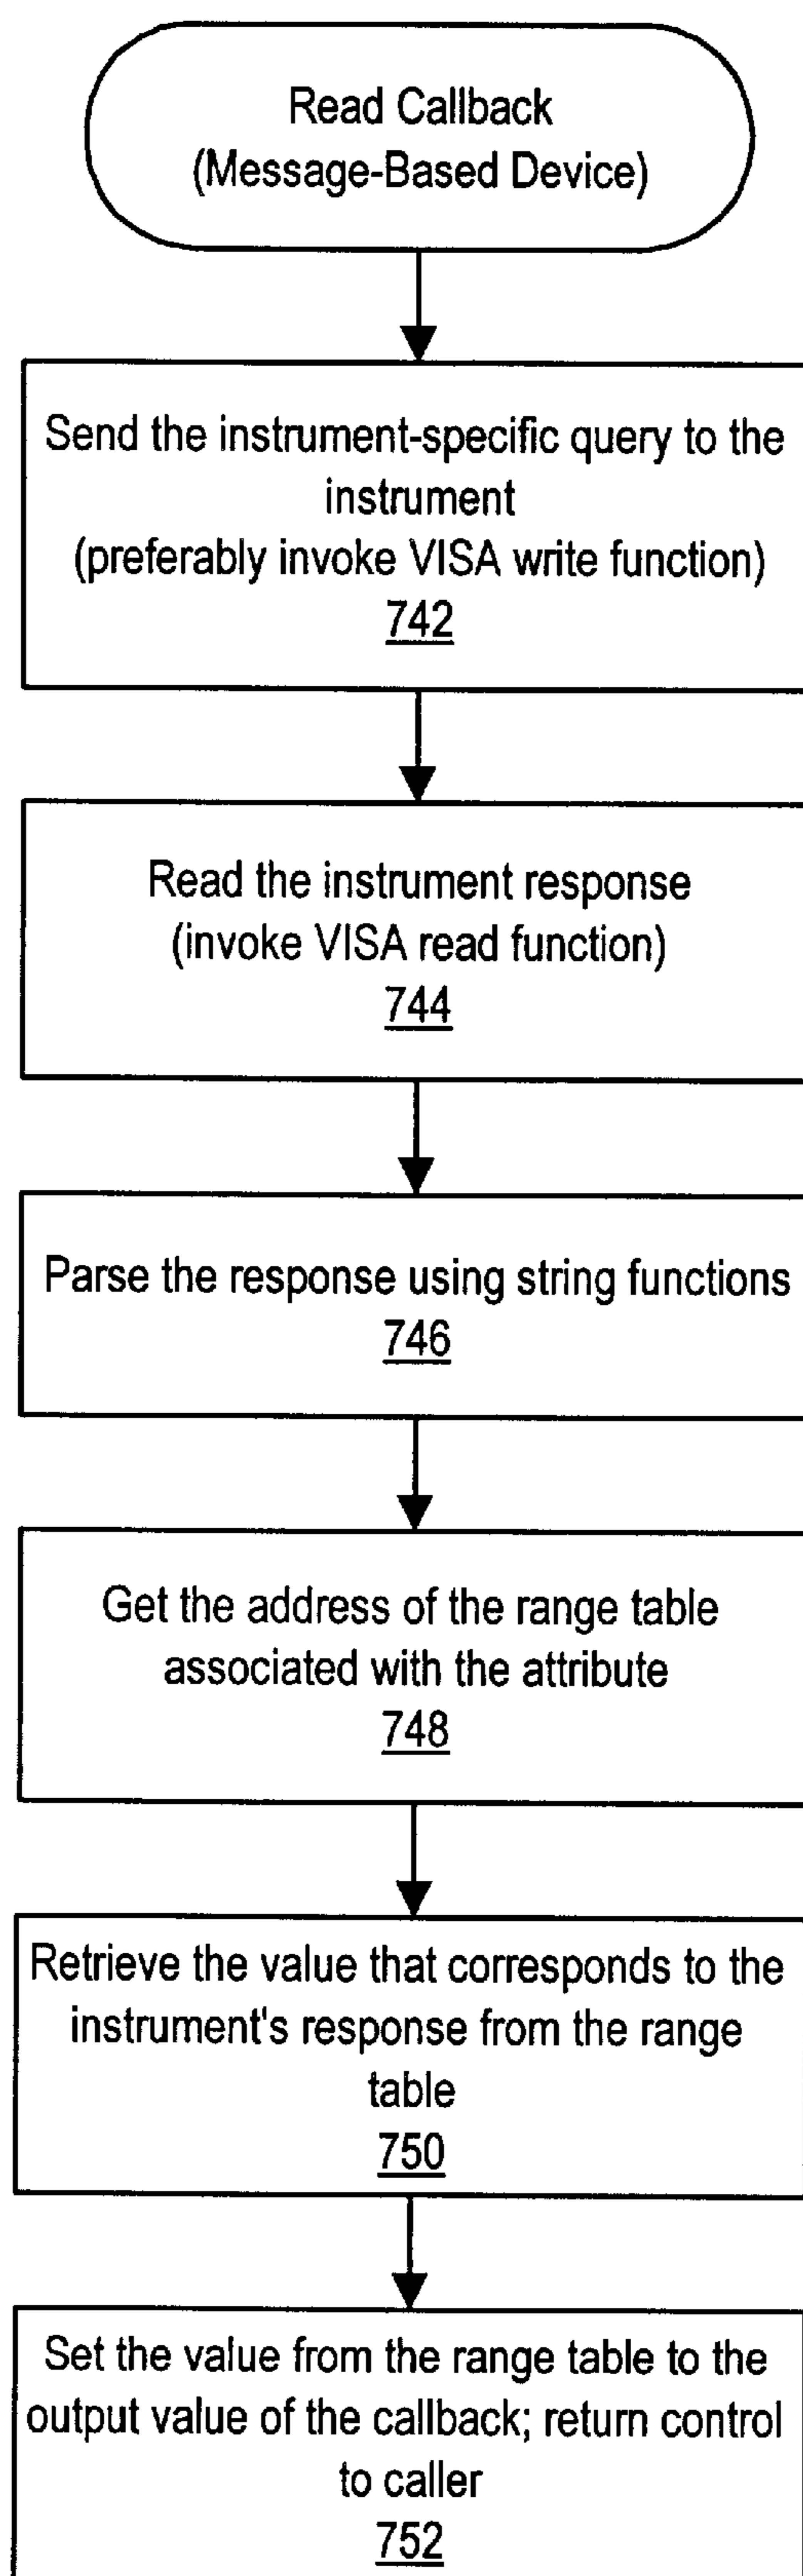 Read Callback
(Message-Based Device)
Send the instrument-specific query to the
instrument
(preferably invoke VISA write function)
742
Read the instrument response
(invoke VISA read function)
744
Parse the response using string functions
746
Get the address of the range table
associated with the attribute
748
Retrieve the value that corresponds to the
instrument's response from the range
table
750
Set the value from the range table to the
output value of the callback; return control
to caller
752